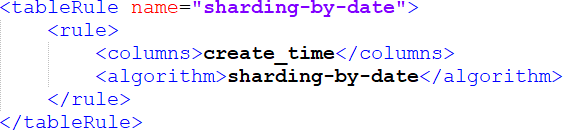 <tableRule name="sharding-by-date">
<rule>
<columns>create_time</columns>
<algorithm>sharding-by-date</algorithm>
</rule>
</tableRule>